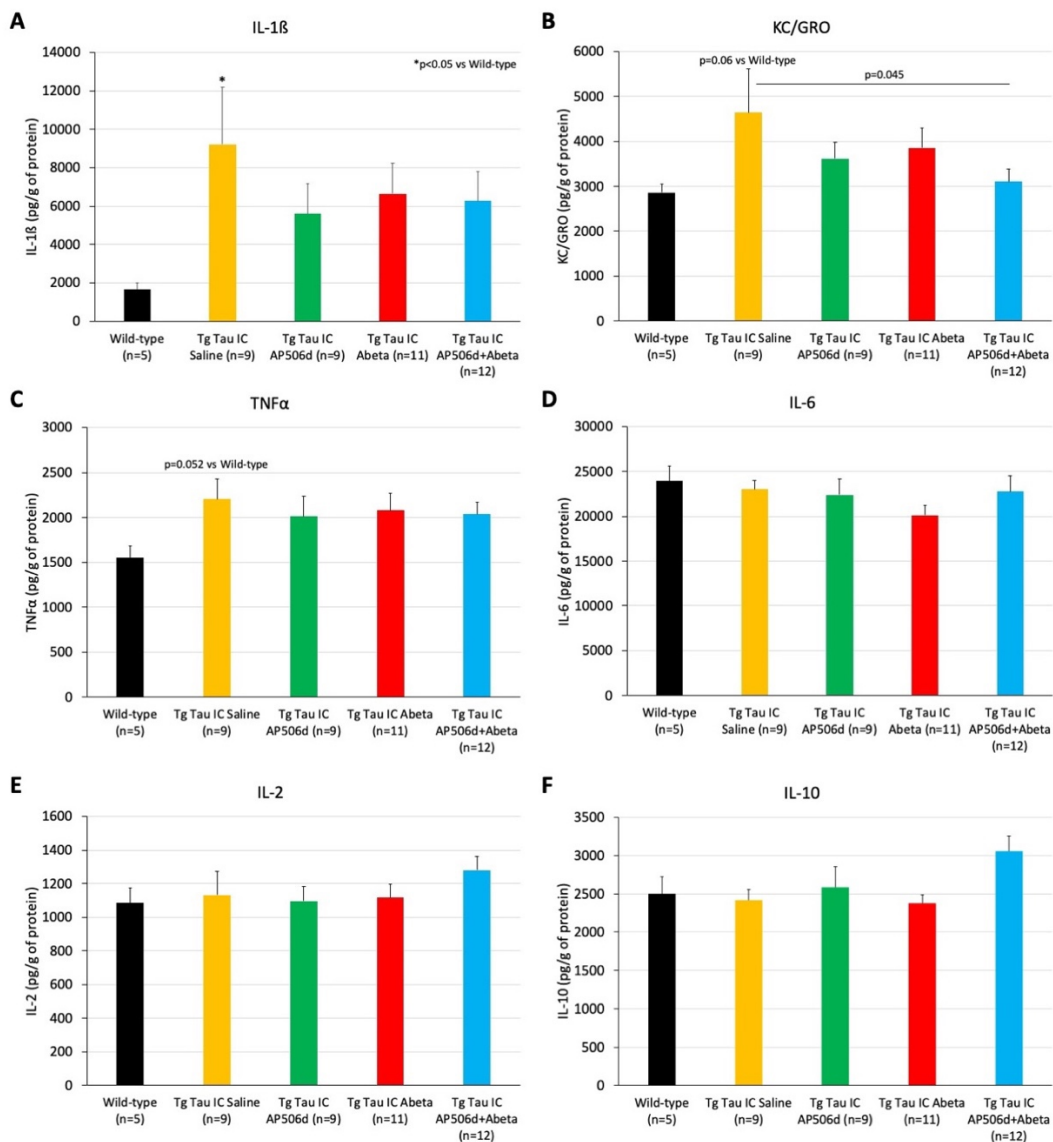 A
IL-1ß
*p<0.05 vs Wild-type
*
14000
12000
10000
8000
6000
4000
2000
0
IL-1ß (pg/g of protein)
Wild-type
(n=5)
Tg Tau IC
Saline (n=9)
Tg Tau IC
AP506d (n=9)
Tg Tau IC
Abeta (n=11)
Tg Tau IC
AP506d+Abeta
(n=12)
B
KC/GRO
p=0.06 vs Wild-type
p=0.045
6000
5000
4000
3000
2000
1000
0
KC/GRO (pg/g of protein)
Wild-type
(n=5)
Tg Tau IC Saline
(n=9)
Tg Tau IC
AP506d (n=9)
Tg Tau IC Abeta
(n=11)
Tg Tau IC
AP506d+Abeta
(n=12)
C
TNFα
p=0.052 vs Wild-type
3000
2500
2000
1500
1000
500
0
TNFα (pg/g of protein)
Wild-type
(n=5)
Tg Tau IC Saline
(n=9)
Tg Tau IC
AP506d (n=9)
Tg Tau IC Abeta
(n=11)
Tg Tau IC
AP506d+Abeta
(n=12)
D
IL-6
30000
25000
20000
15000
10000
5000
0
IL-6 (pg/g of protein)
Wild-type
(n=5)
Tg Tau IC
Saline (n=9)
Tg Tau IC
AP506d (n=9)
Tg Tau IC
Abeta (n=11)
Tg Tau IC
AP506d+Abeta
(n=12)
E
IL-2
1600
1400
1200
1000
800
600
400
200
0
IL-2 (pg/g of protein)
Wild-type
(n=5)
Tg Tau IC Saline
(n=9)
Tg Tau IC
AP506d (n=9)
Tg Tau IC Abeta
(n=11)
Tg Tau IC
AP506d+Abeta
(n=12)
F
IL-10
3500
3000
2500
2000
1500
1000
500
0
IL-10 (pg/g of protein)
Wild-type
(n=5)
Tg Tau IC Saline
(n=9)
Tg Tau IC
AP506d (n=9)
Tg Tau IC Abeta
(n=11)
Tg Tau IC
AP506d+Abeta
(n=12)